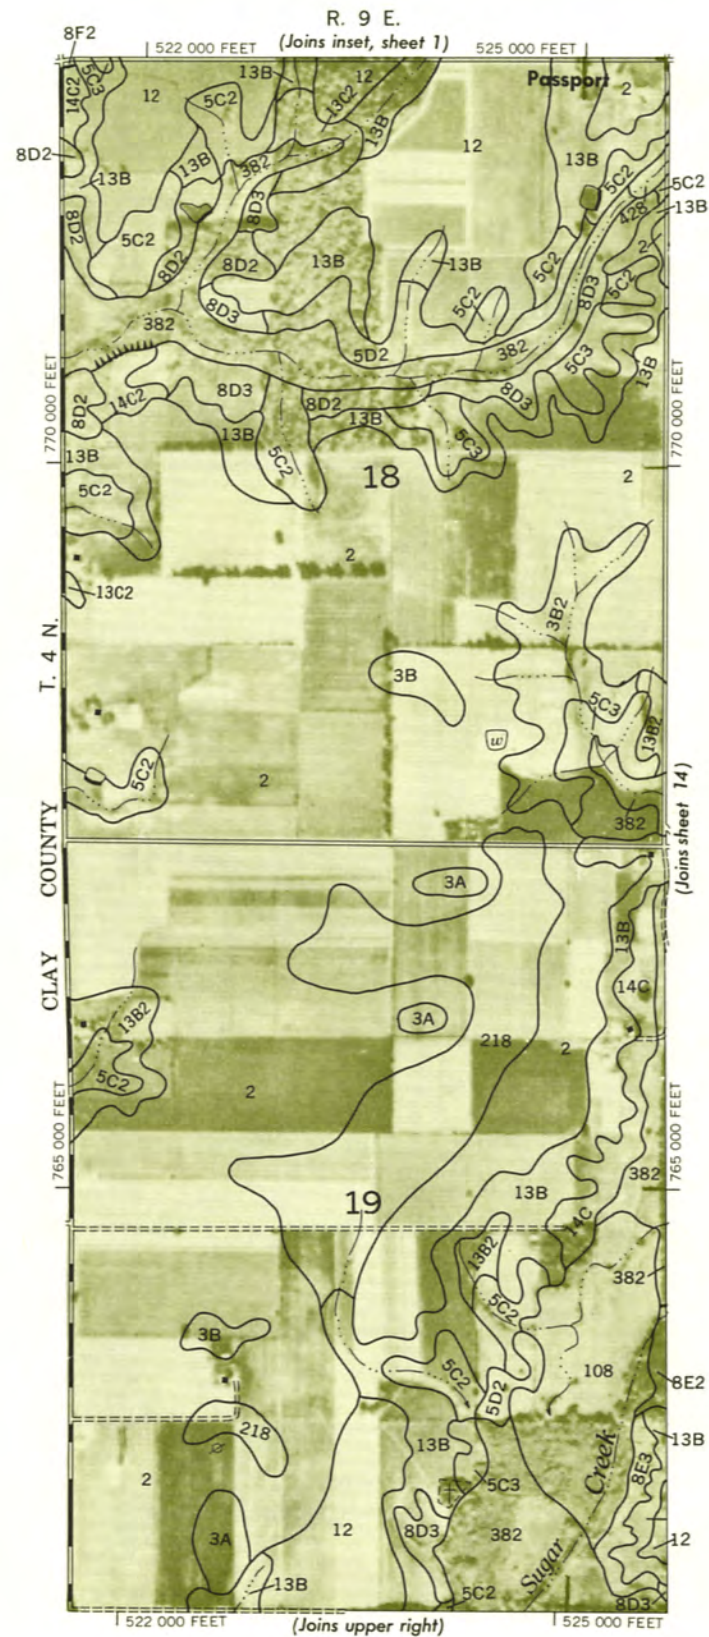 R. 9 E.
8F2
522 000 FEET
(Joins inset, sheet 1)
525 000 FEET
14C2
5C3
12
5C2
13B
13C2
12
Passport
2
13B
12
8D2
13B
13B
382
13B
5C2
5C2
13B
428
8D2
5C2
8D3
8D2
8D2
13B
13B
5C2
8D3
5C2
2
8D3
5C2
382
5D2
382
5C3
13B
770 000 FEET
8D2
14C2
8D3
8D2
8D3
13B
13B
5C3
770 000 FEET
13B
5C2
5C2
18
2
2
13C2
3B2
T. 4 N.
3B
5C3
13B2
w
5C2
2
382
(Joins sheet 14)
CLAY COUNTY
3A
13B
14C
3A
218
2
13B2
5C2
2
765 000 FEET
382
765 000 FEET
13B
19
14C
13B2
382
5C2
3B
5C2
5D2
108
8E2
218
13B
13B
Creek
8E3
2
5C3
3A
12
8D3
382
12
Sugar
13B
5C2
8D3
522 000 FEET
(Joins upper right)
525 000 FEET